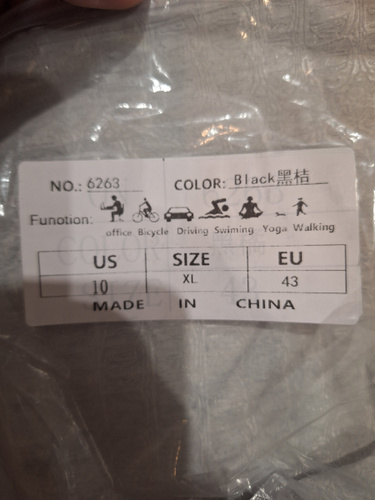 NO.: 6263 COLOR: Black黑桔
Funotion:
office Bicycle Driving Swiming Yoga Walking
US SIZE EU
10 XL 43
MADE IN CHINA